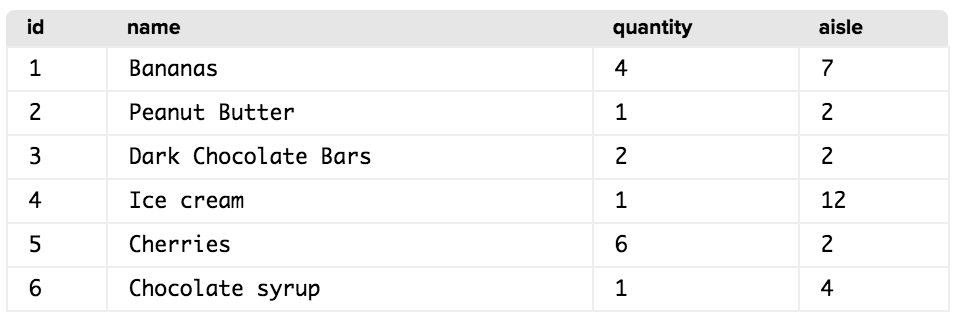 id name quantity aisle
1 Bananas 4 7
2 Peanut Butter 1 2
3 Dark Chocolate Bars 2 2
4 Ice cream 1 12
5 Cherries 6 2
6 Chocolate syrup 1 4